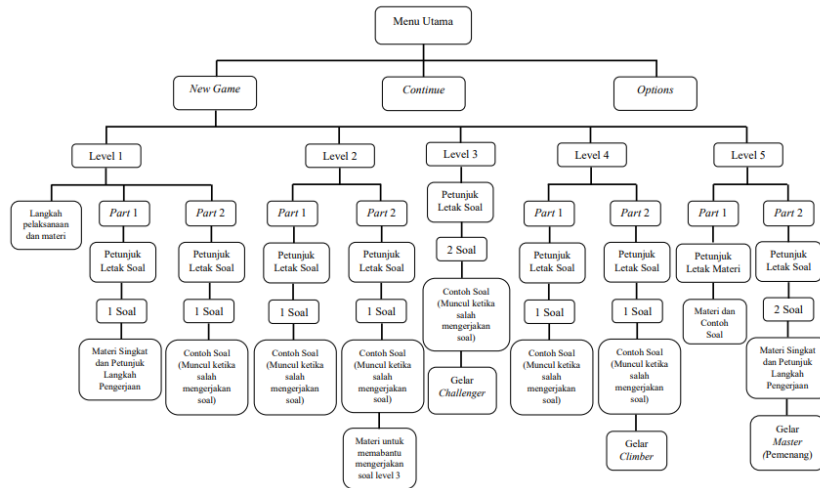 Menu Utama
New Game
Continue
Options
Level 1
Level 2
Level 3
Level 4
Level 5
Langkah
pelaksanaan
dan materi
Part 1
Petunjuk
Letak Soal
1 Soal
Materi Singkat
dan Petunjuk
Langkah
Pengerjaan
Part 2
Petunjuk
Letak Soal
1 Soal
Contoh Soal
(Muncul ketika
salah
mengerjakan
soal)
Part 1
Petunjuk
Letak Soal
1 Soal
Contoh Soal
(Muncul ketika
salah
mengerjakan
soal)
Part 2
Petunjuk
Letak Soal
1 Soal
Contoh Soal
(Muncul ketika
salah
mengerjakan
soal)
Materi untuk
memabantu
mengerjakan
soal level 3
Petunjuk
Letak Soal
2 Soal
Contoh Soal
(Muncul ketika
salah
mengerjakan
soal)
Gelar
Challenger
Part 1
Petunjuk
Letak Soal
1 Soal
Contoh Soal
(Muncul ketika
salah
mengerjakan
soal)
Part 2
Petunjuk
Letak Soal
1 Soal
Contoh Soal
(Muncul ketika
salah
mengerjakan
soal)
Gelar
Climber
Part 1
Petunjuk
Letak Materi
Materi dan
Contoh
Soal
Part 2
Petunjuk
Letak Soal
2 Soal
Materi Singkat
dan Petunjuk
Langkah
Pengerjaan
Gelar
Master
(Pemenang)